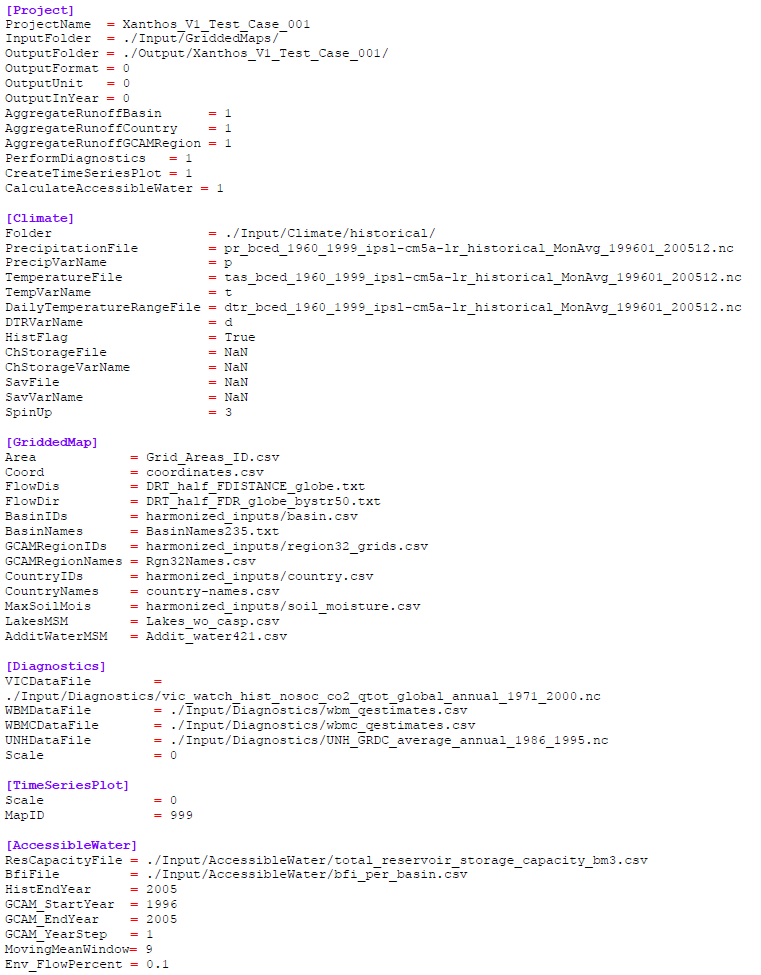 [Project]
ProjectName  = Xanthos_V1_Test_Case_001
InputFolder  = ./Input/GriddedMaps/
OutputFolder = ./Output/Xanthos_V1_Test_Case_001/
OutputFormat = 0
OutputUnit   = 0
OutputInYear = 0
AggregateRunoffBasin      = 1
AggregateRunoffCountry    = 1
AggregateRunoffGCAMRegion = 1
PerformDiagnostics   = 1
CreateTimeSeriesPlot = 1
CalculateAccessibleWater = 1
[Climate]
Folder                    = ./Input/Climate/historical/
PrecipitationFile         = pr_bced_1960_1999_ipsl-cm5a-lr_historical_MonAvg_199601_200512.nc
PrecipVarName             = p
TemperatureFile           = tas_bced_1960_1999_ipsl-cm5a-lr_historical_MonAvg_199601_200512.nc
TempVarName               = t
DailyTemperatureRangeFile = dtr_bced_1960_1999_ipsl-cm5a-lr_historical_MonAvg_199601_200512.nc
DTRVarName                = d
HistFlag                  = True
ChStorageFile             = NaN
ChStorageVarName          = NaN
SavFile                   = NaN
SavVarName                = NaN
SpinUp                    = 3
[GriddedMap]
Area            = Grid_Areas_ID.csv
Coord           = coordinates.csv
FlowDis         = DRT_half_FDISTANCE_globe.txt
FlowDir         = DRT_half_FDR_globe_bystr50.txt
BasinIDs        = harmonized_inputs/basin.csv
BasinNames      = BasinNames235.txt
GCAMRegionIDs   = harmonized_inputs/region32_grids.csv
GCAMRegionNames = Rgn32Names.csv
CountryIDs      = harmonized_inputs/country.csv
CountryNames    = country-names.csv
MaxSoilMois     = harmonized_inputs/soil_moisture.csv
LakesMSM        = Lakes_wo_casp.csv
AdditWaterMSM   = Addit_water421.csv
[Diagnostics]
VICDataFile        =
./Input/Diagnostics/vic_watch_hist_nosoc_co2_qtot_global_annual_1971_2000.nc
WBMDataFile        = ./Input/Diagnostics/wbm_qestimates.csv
WBMCDataFile       = ./Input/Diagnostics/wbmc_qestimates.csv
UNHDataFile        = ./Input/Diagnostics/UNH_GRDC_average_annual_1986_1995.nc
Scale              = 0
[TimeSeriesPlot]
Scale              = 0
MapID              = 999
[AccessibleWater]
ResCapacityFile = ./Input/AccessibleWater/total_reservoir_storage_capacity_bm3.csv
BfiFile         = ./Input/AccessibleWater/bfi_per_basin.csv
HistEndYear     = 2005
GCAM_StartYear  = 1996
GCAM_EndYear    = 2005
GCAM_YearStep   = 1
MovingMeanWindow= 9
Env_FlowPercent = 0.1